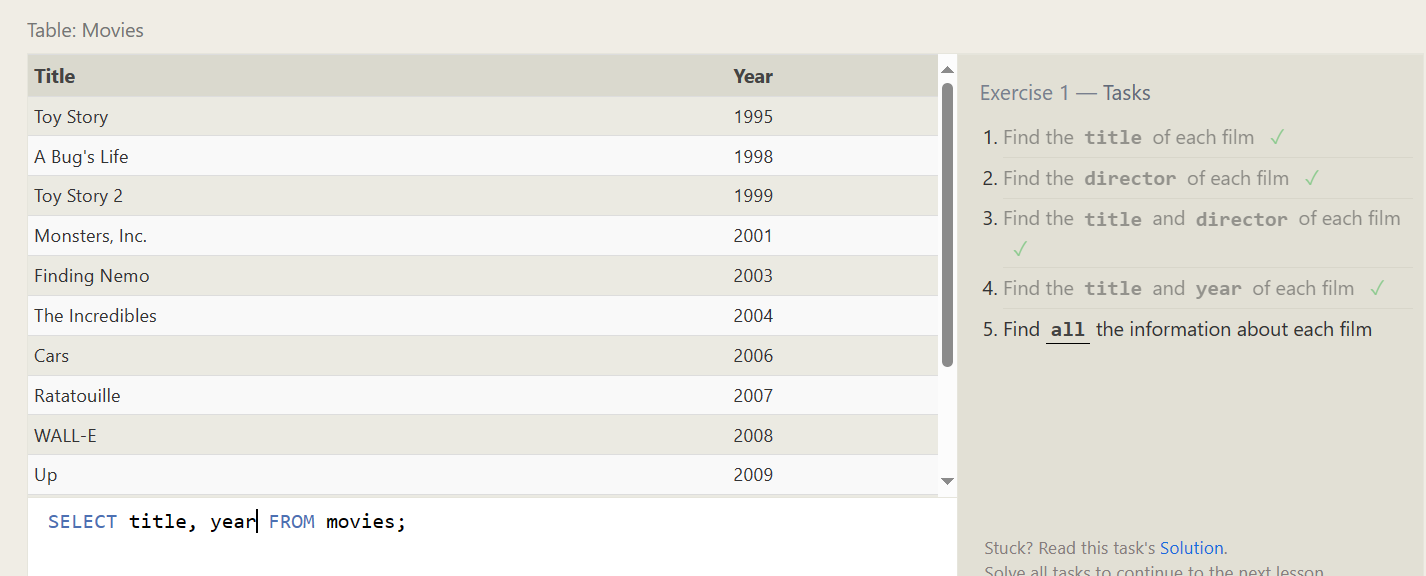 Table: Movies
Title Year
Toy Story 1995
A Bug's Life 1998
Toy Story 2 1999
Monsters, Inc. 2001
Finding Nemo 2003
The Incredibles 2004
Cars 2006
Ratatouille 2007
WALL-E 2008
Up 2009
SELECT title, year FROM movies;
Exercise 1 — Tasks
1. Find the title of each film ✓
2. Find the director of each film ✓
3. Find the title and director of each film
✓
4. Find the title and year of each film ✓
5. Find all the information about each film
Stuck? Read this task's Solution.
Solve all tasks to continue to the next lesson.